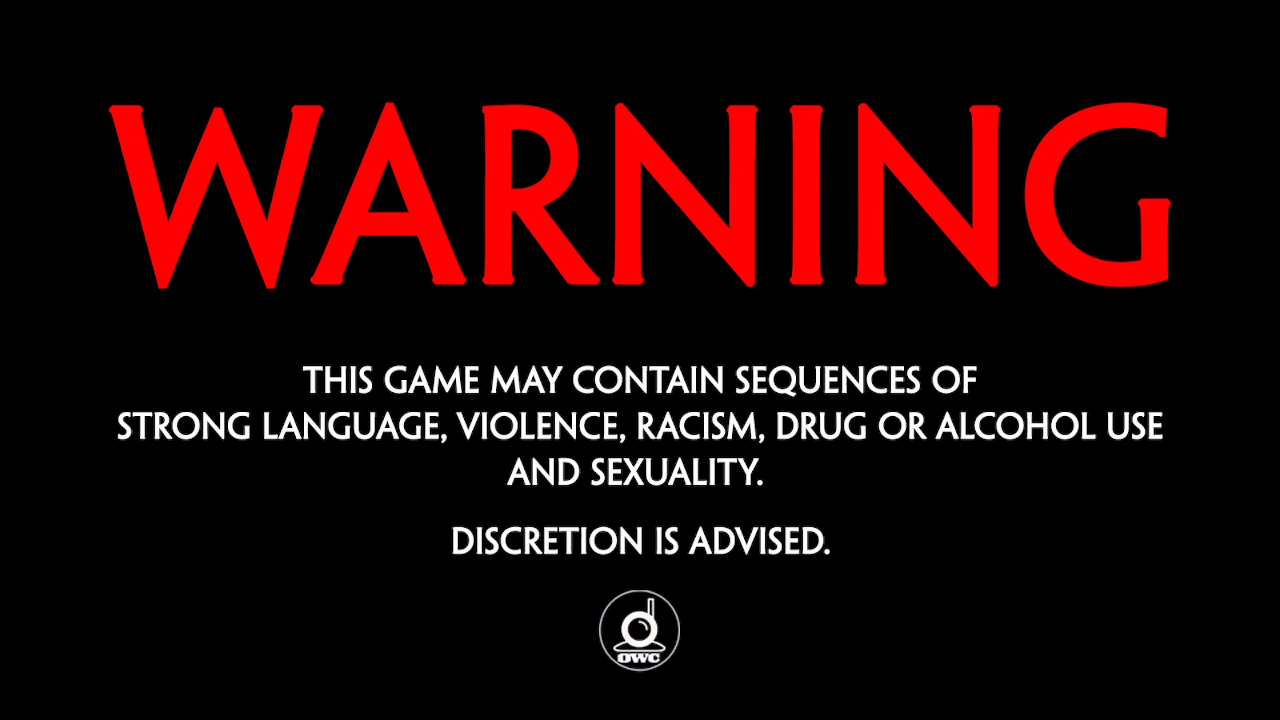 WARNING
THIS GAME MAY CONTAIN SEQUENCES OF
STRONG LANGUAGE, VIOLENCE, RACISM, DRUG OR ALCOHOL USE
AND SEXUALITY.
DISCRETION IS ADVISED.
OWC